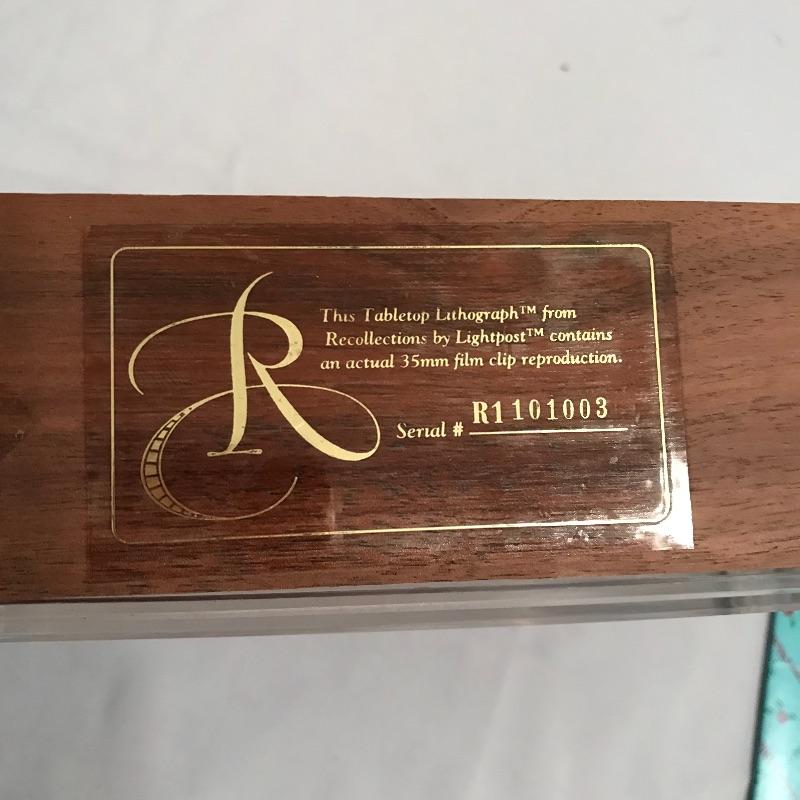 R
This Tabletop Lithograph™ from
Recollections by Lightpost™ contains
an actual 35mm film clip reproduction.
Serial # R1101003